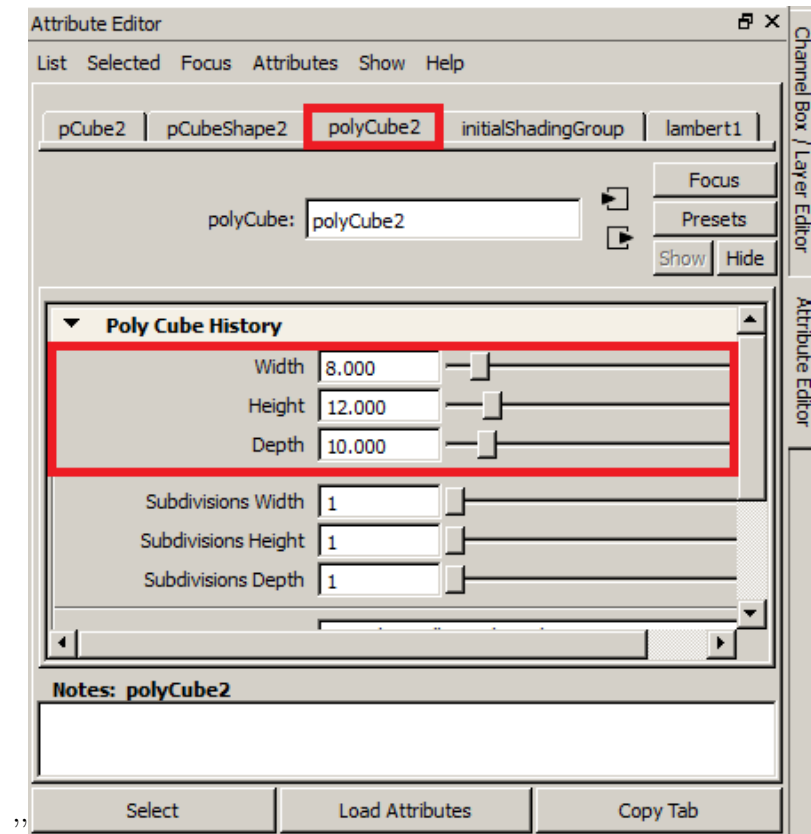 Attribute Editor
List Selected Focus Attributes Show Help
pCube2 pCubeShape2 polyCube2 initialShadingGroup lambert1
Focus
polyCube: polyCube2 Presets
Show Hide
Poly Cube History
Width 8.000
Height 12.000
Depth 10.000
Subdivisions Width 1
Subdivisions Height 1
Subdivisions Depth 1
Notes: polyCube2
,, Select Load Attributes Copy Tab
Channel Box / Layer Editor
Attribute Editor